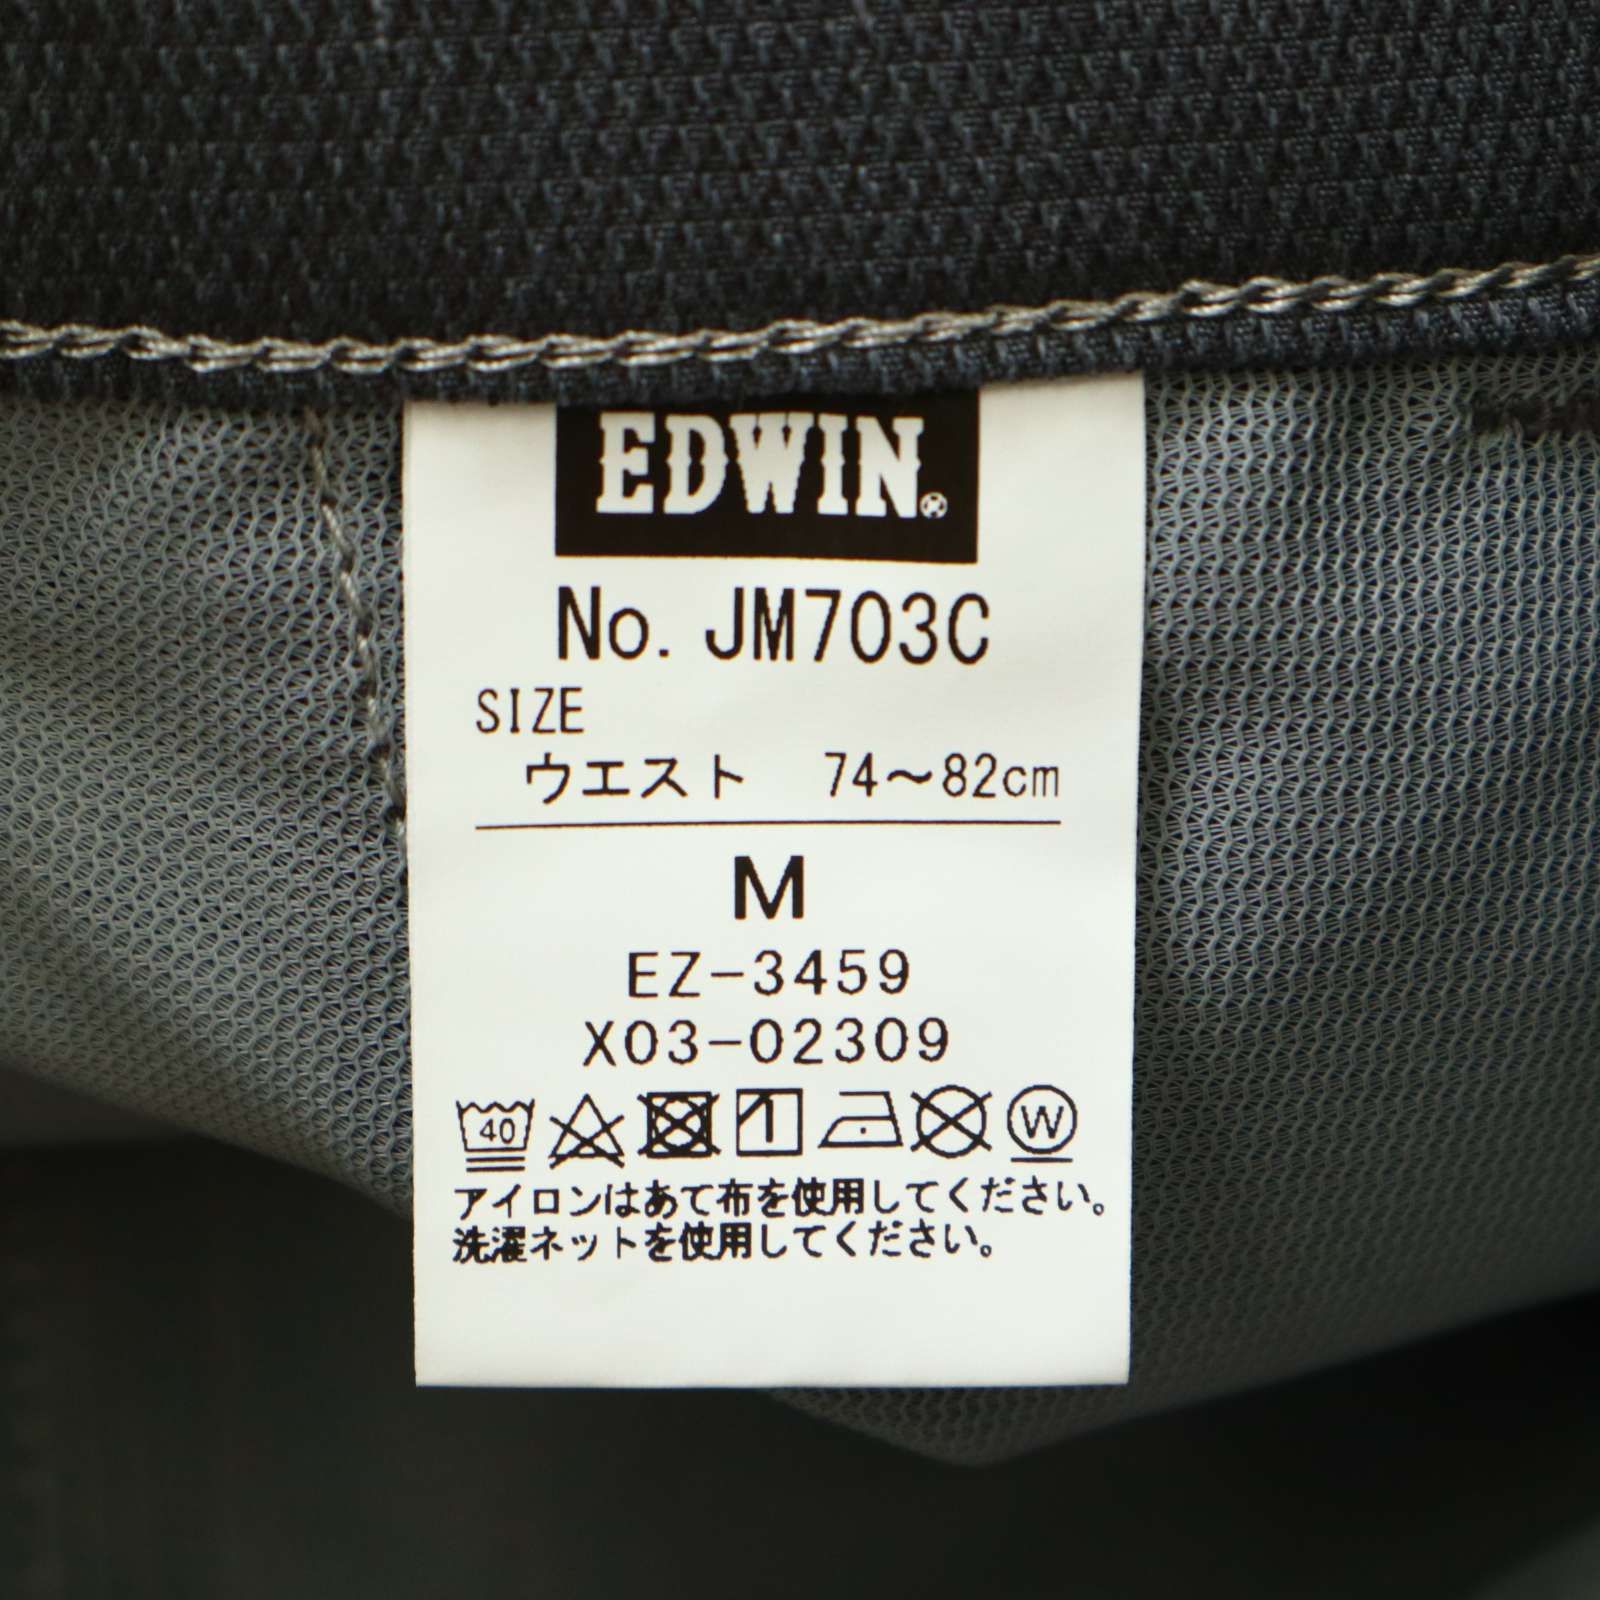 EDWIN®
No. JM703C
SIZE
ウエスト 74～82cm
M
EZ-3459
X03-02309
40 W
アイロンはあて布を使用してください。
洗濯ネットを使用してください。